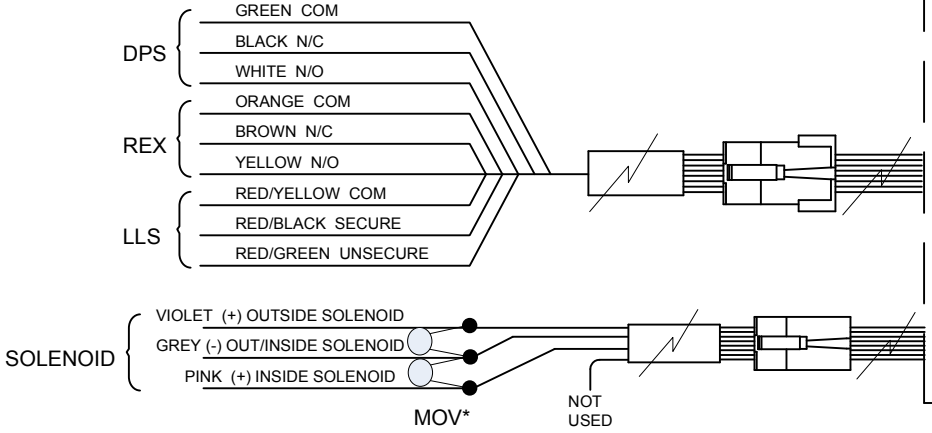 DPS
GREEN COM
BLACK N/C
WHITE N/O
REX
ORANGE COM
BROWN N/C
YELLOW N/O
LLS
RED/YELLOW COM
RED/BLACK SECURE
RED/GREEN UNSECURE
SOLENOID
VIOLET (+) OUTSIDE SOLENOID
GREY (-) OUT/INSIDE SOLENOID
PINK (+) INSIDE SOLENOID
MOV*
NOT
USED